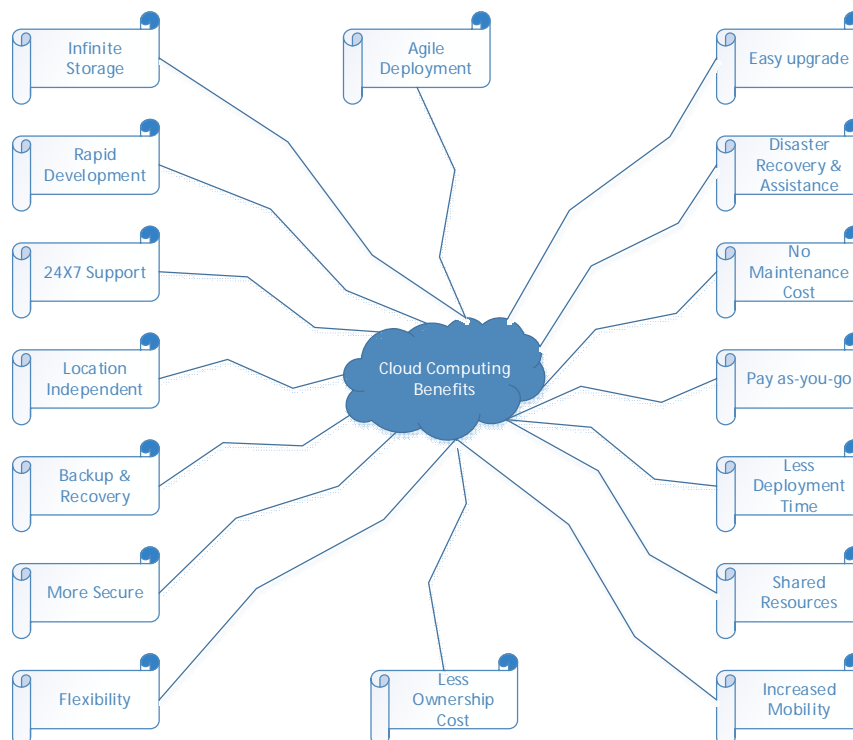 Infinite
Storage
Agile
Deployment
Easy upgrade
Rapid
Development
Disaster
Recovery &
Assistance
24X7 Support
No
Maintenance
Cost
Location
Independent
Cloud Computing
Benefits
Pay as-you-go
Backup &
Recovery
Less
Deployment
Time
More Secure
Shared
Resources
Flexibility
Less
Ownership
Cost
Increased
Mobility